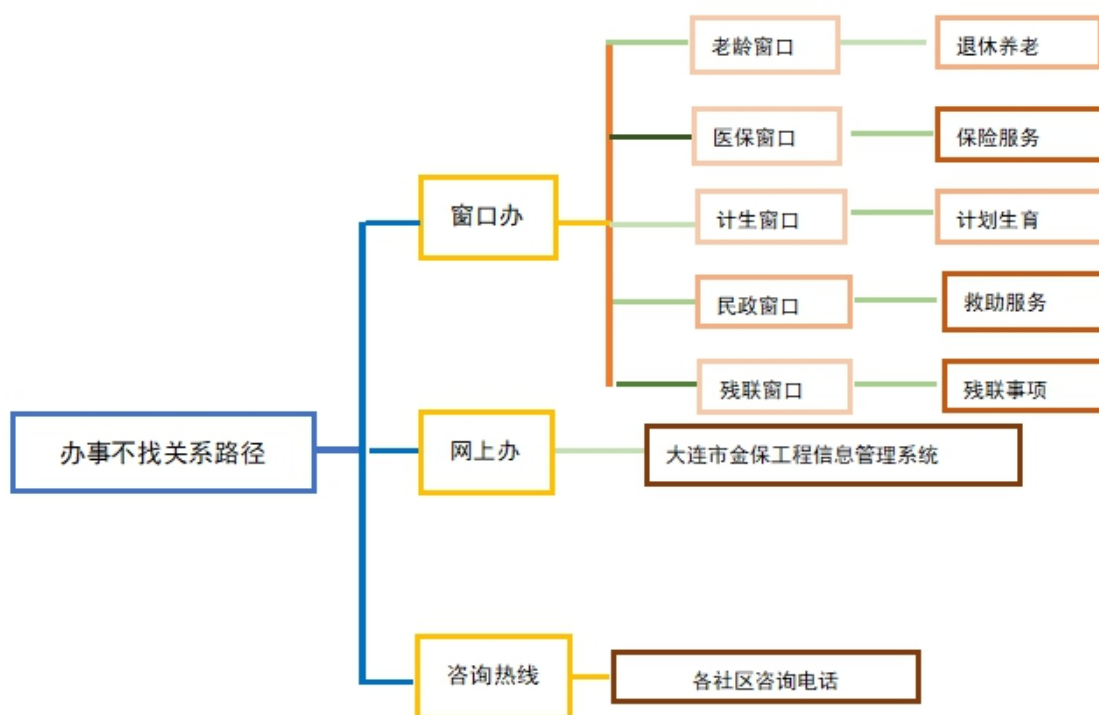 老龄窗口
退休养老
医保窗口
保险服务
窗口办
计生窗口
计划生育
民政窗口
救助服务
残联窗口
残联事项
办事不找关系路径
网上办
大连市金保工程信息管理系统
咨询热线
各社区咨询电话